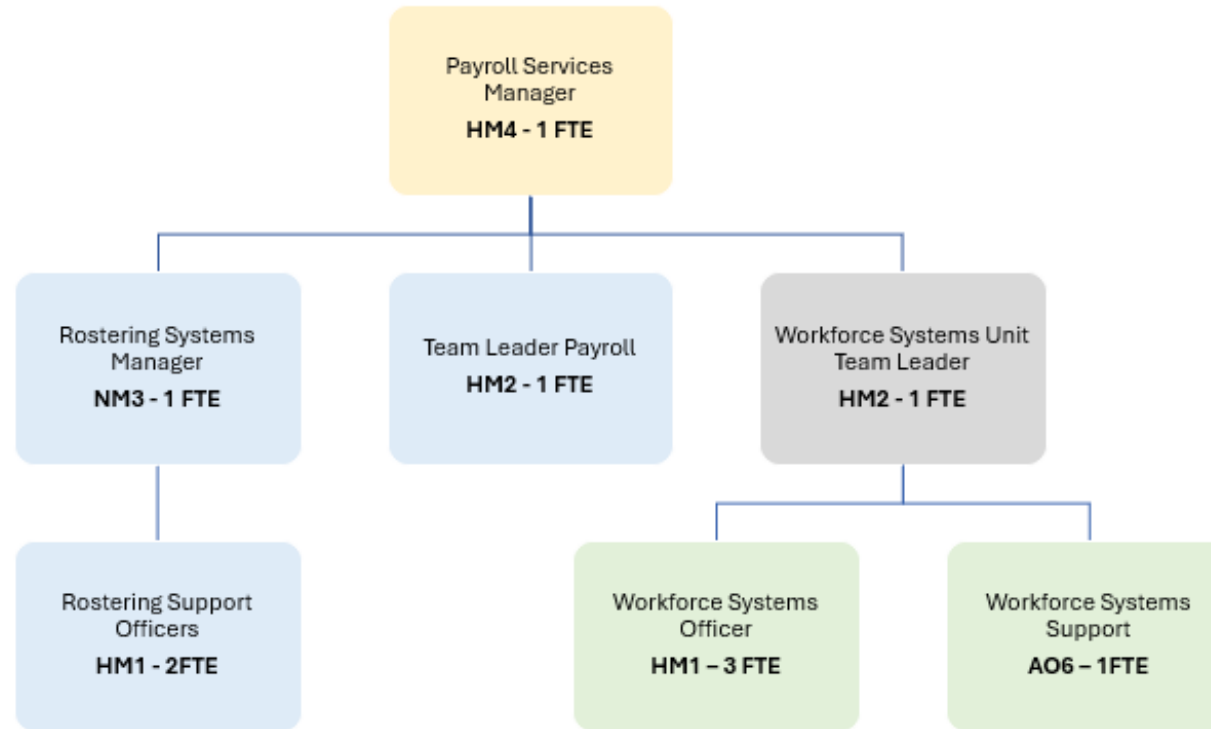 Payroll Services
Manager
HM4 - 1 FTE
Rostering Systems
Manager
NM3 - 1 FTE
Team Leader Payroll
HM2 - 1 FTE
Workforce Systems Unit
Team Leader
HM2 - 1 FTE
Rostering Support
Officers
HM1 - 2FTE
Workforce Systems
Officer
HM1 – 3 FTE
Workforce Systems
Support
AO6 – 1FTE